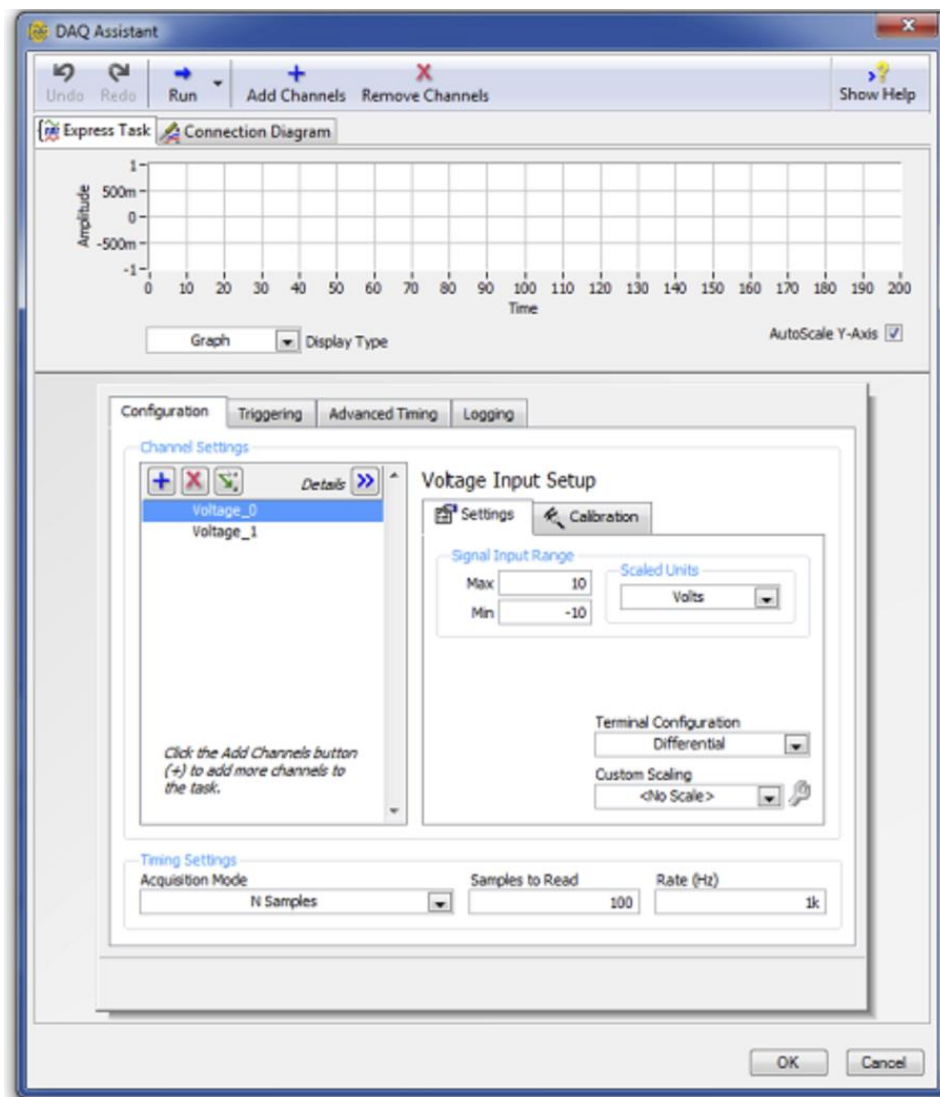 DAQ Assistant
Undo Redo Run Add Channels Remove Channels Show Help
Express Task Connection Diagram
Amplitude
1
500m
0
-500m
-1
0 10 20 30 40 50 60 70 80 90 100 110 120 130 140 150 160 170 180 190 200
Time
Graph Display Type AutoScale Y-Axis
Configuration Triggering Advanced Timing Logging
Channel Settings
Details
Voltage_0
Voltage_1
Click the Add Channels button
(+) to add more channels to
the task.
Voltage Input Setup
Settings Calibration
Signal Input Range
Max 10
Min -10
Scaled Units
Volts
Terminal Configuration
Differential
Custom Scaling
<No Scale>
Timing Settings
Acquisition Mode Samples to Read Rate (Hz)
N Samples 100 1k
OK Cancel